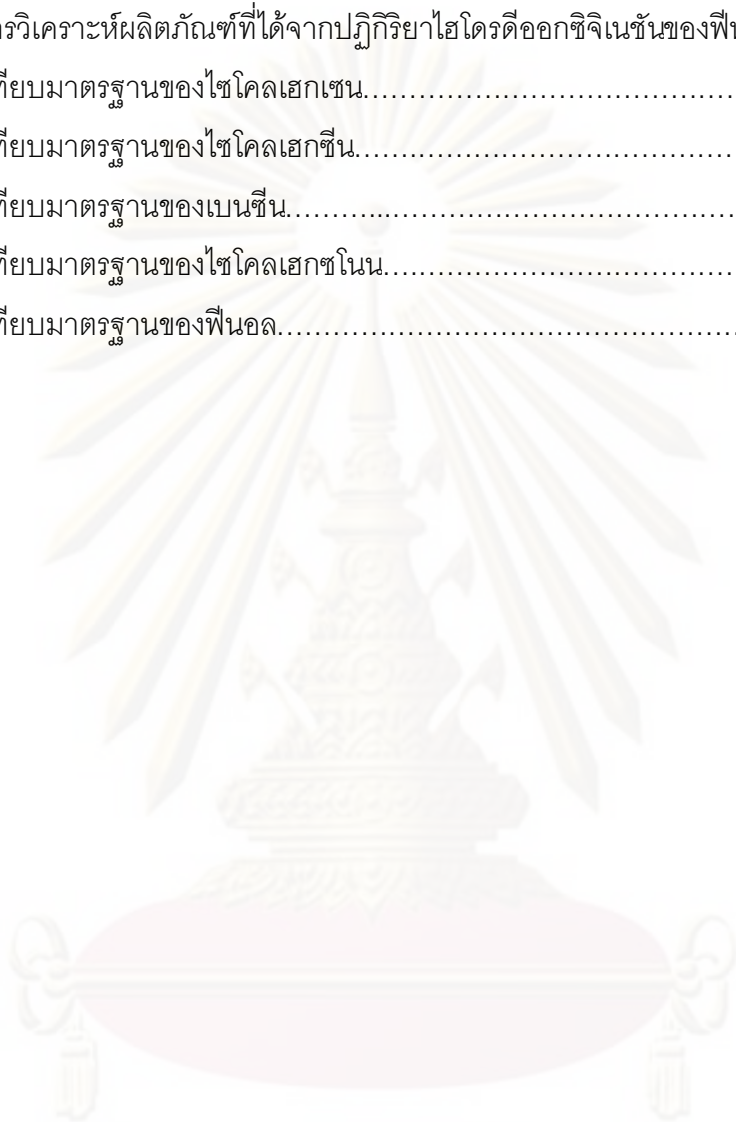 ารวิเคราะห์ผลิตภัณฑ์ที่ได้จากปฏิกิริยาไฮโดรดีออกซิจิเนชันของฟีน
ทียบมาตรฐานของไซโคลเฮกเซน……………………………………
ทียบมาตรฐานของไซโคลเฮกซีน……………………………………
ทียบมาตรฐานของเบนซีน………...…………………………………
ทียบมาตรฐานของไซโคลเฮกซโนน…………………………………
ทียบมาตรฐานของฟีนอล……………………………………………